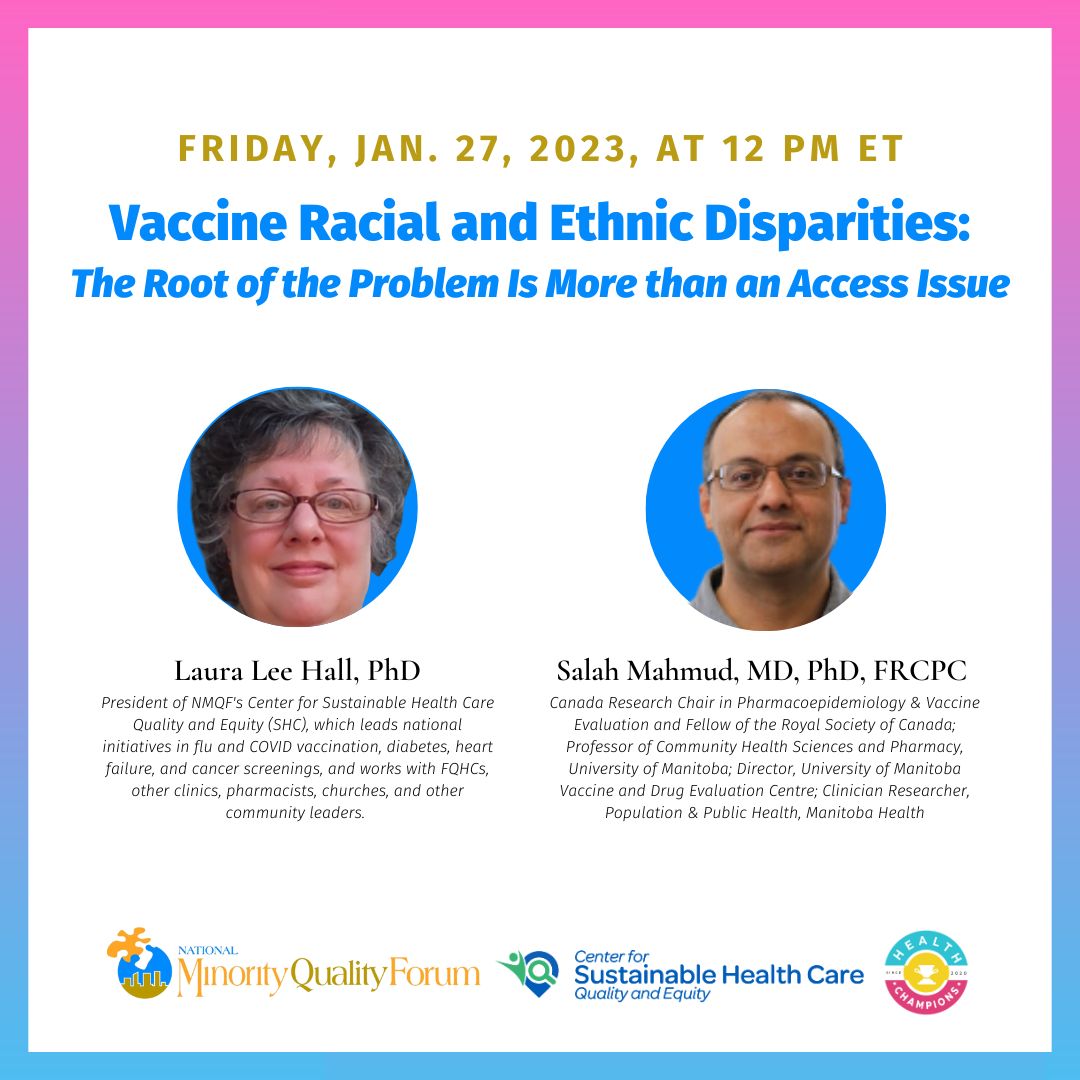 FRIDAY, JAN. 27, 2023, AT 12 PM ET
Vaccine Racial and Ethnic Disparities:
The Root of the Problem Is More than an Access Issue
Laura Lee Hall, PhD
President of NMQF's Center for Sustainable Health Care
Quality and Equity (SHC), which leads national
initiatives in flu and COVID vaccination, diabetes, heart
failure, and cancer screenings, and works with FQHCs,
other clinics, pharmacists, churches, and other
community leaders.
Salah Mahmud, MD, PhD, FRCPC
Canada Research Chair in Pharmacoepidemiology & Vaccine
Evaluation and Fellow of the Royal Society of Canada;
Professor of Community Health Sciences and Pharmacy,
University of Manitoba; Director, University of Manitoba
Vaccine and Drug Evaluation Centre; Clinician Researcher,
Population & Public Health, Manitoba Health
NATIONAL
Minority Quality Forum
Center for
Sustainable Health Care
Quality and Equity
HEALTH
SINCE 2020
CHAMPIONS